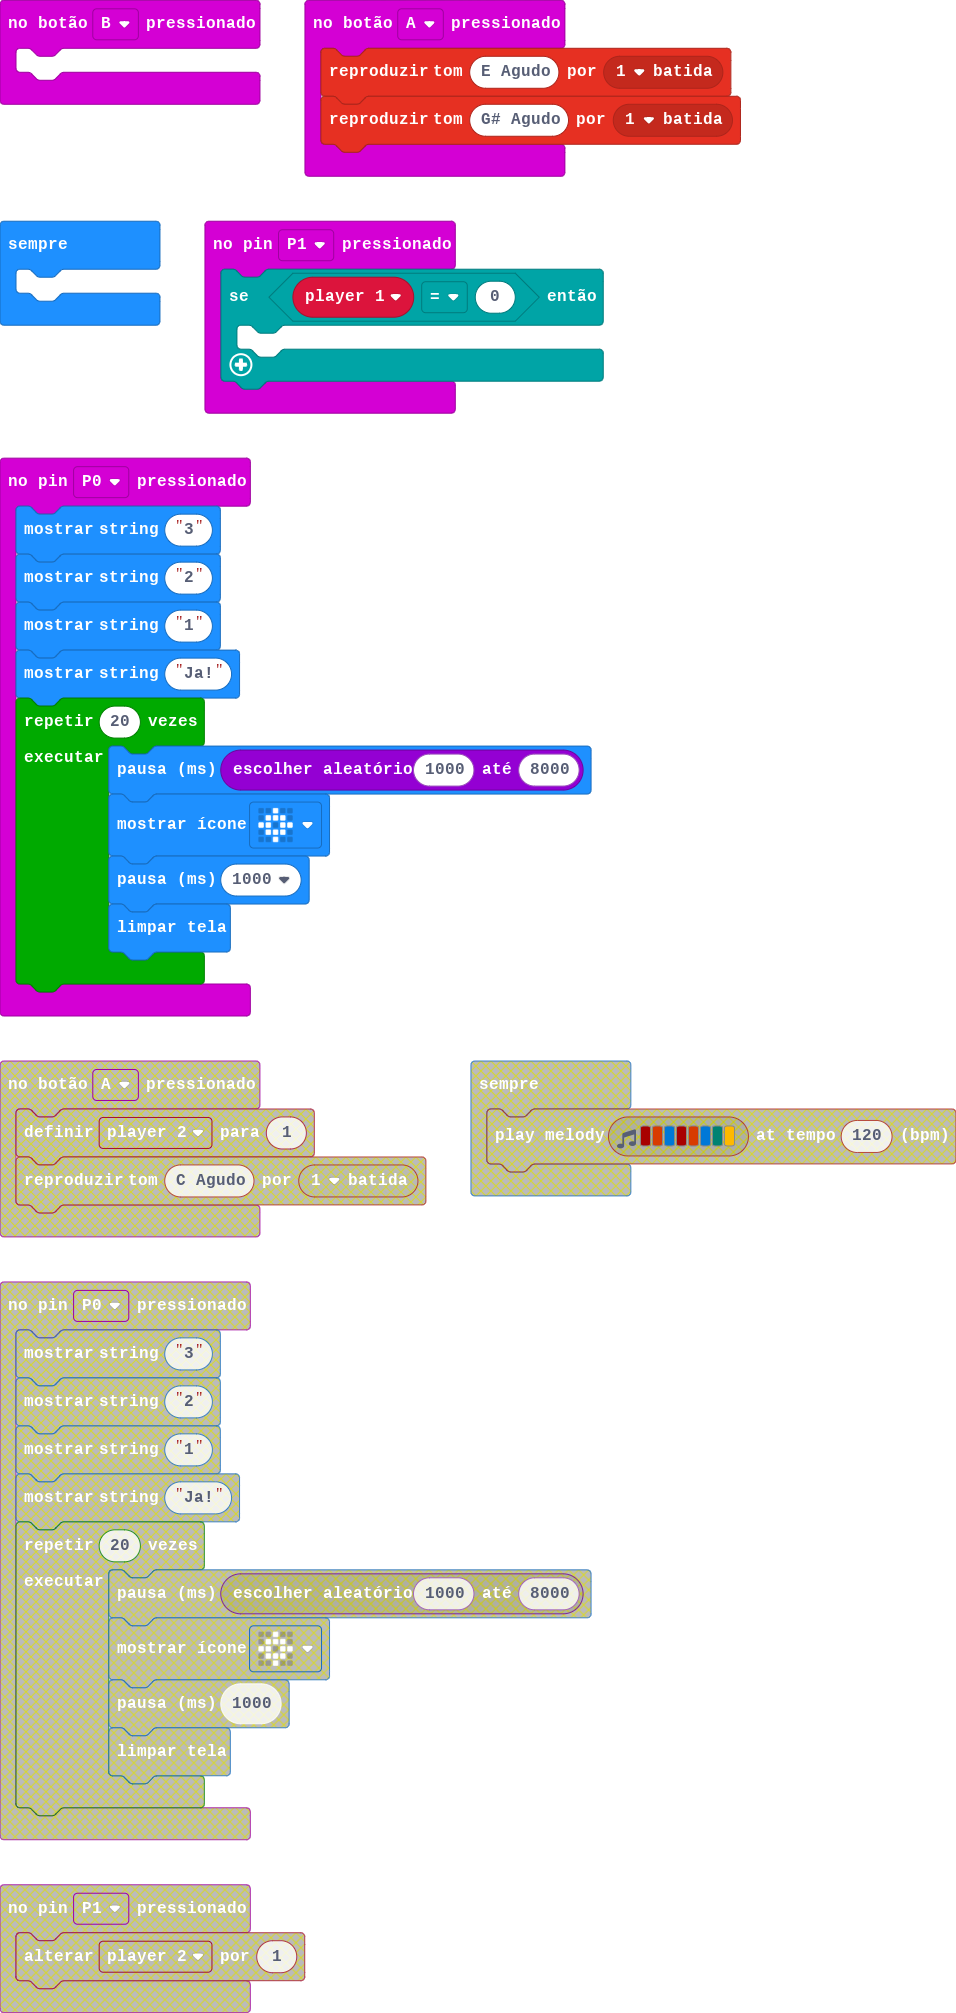 no botão B pressionado
no botão A pressionado
reproduzir tom E Agudo por 1 batida
reproduzir tom G# Agudo por 1 batida
sempre
no pin P1 pressionado
se player 1 = 0 então
no pin P0 pressionado
mostrar string "3"
mostrar string "2"
mostrar string "1"
mostrar string "Ja!"
repetir 20 vezes
executar
pausa (ms) escolher aleatório 1000 até 8000
mostrar ícone
pausa (ms) 1000
limpar tela
no botão A pressionado
definir player 2 para 1
reproduzir tom C Agudo por 1 batida
sempre
play melody at tempo 120 (bpm)
no pin P0 pressionado
mostrar string "3"
mostrar string "2"
mostrar string "1"
mostrar string "Ja!"
repetir 20 vezes
executar
pausa (ms) escolher aleatório 1000 até 8000
mostrar ícone
pausa (ms) 1000
limpar tela
no pin P1 pressionado
alterar player 2 por 1